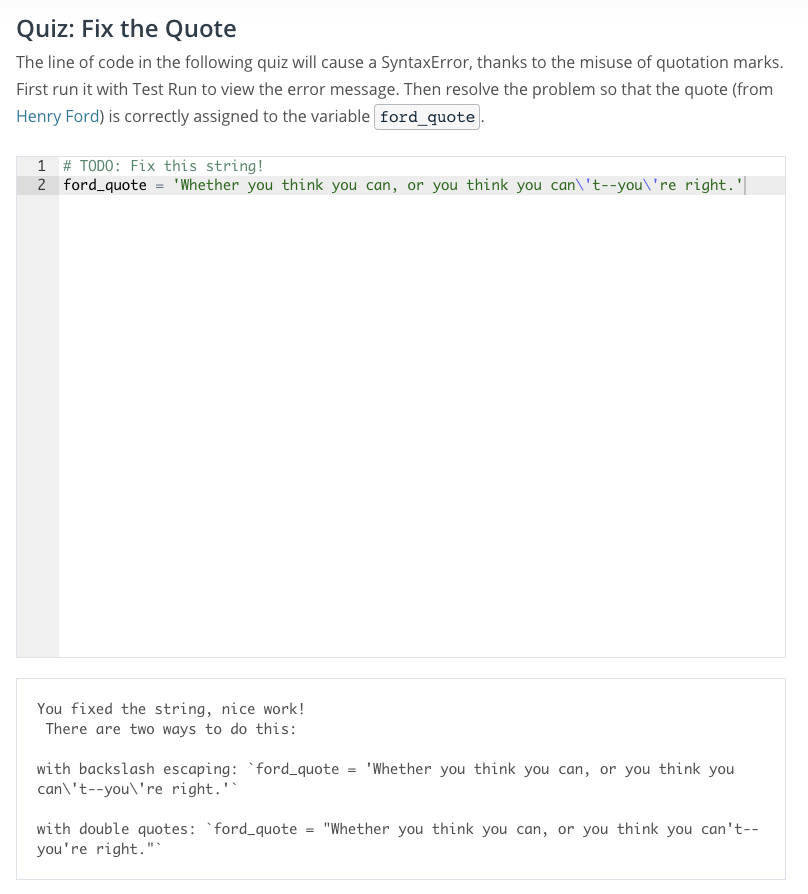 Quiz: Fix the Quote
The line of code in the following quiz will cause a SyntaxError, thanks to the misuse of quotation marks.
First run it with Test Run to view the error message. Then resolve the problem so that the quote (from
Henry Ford) is correctly assigned to the variable ford_quote.
1 # TODO: Fix this string!
2 ford_quote = 'Whether you think you can, or you think you can\'t--you\'re right.'
You fixed the string, nice work!
There are two ways to do this:
with backslash escaping: `ford_quote = 'Whether you think you can, or you think you
can\'t--you\'re right.'`
with double quotes: `ford_quote = "Whether you think you can, or you think you can't--
you're right."`